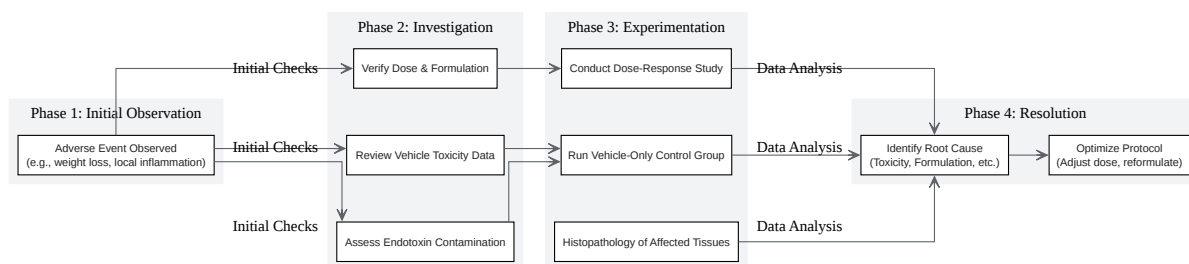 Phase 1: Initial Observation
Adverse Event Observed
(e.g., weight loss, local inflammation)
Initial Checks
Initial Checks
Initial Checks
Phase 2: Investigation
Verify Dose & Formulation
Review Vehicle Toxicity Data
Assess Endotoxin Contamination
Phase 3: Experimentation
Conduct Dose-Response Study
Run Vehicle-Only Control Group
Histopathology of Affected Tissues
Data Analysis
Data Analysis
Data Analysis
Phase 4: Resolution
Identify Root Cause
(Toxicity, Formulation, etc.)
Optimize Protocol
(Adjust dose, reformulate)